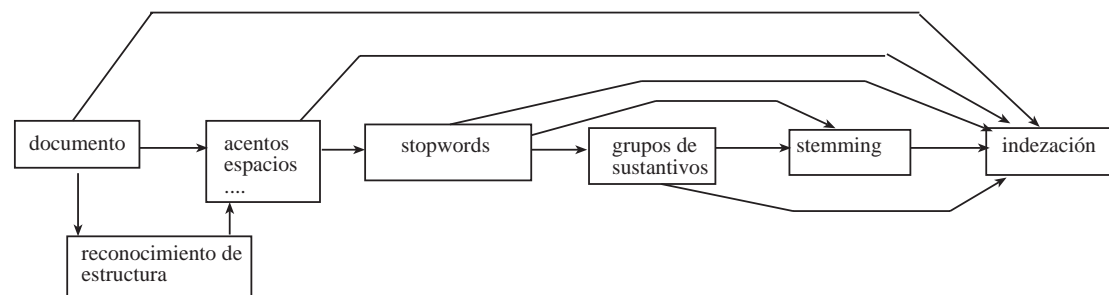 documento
acentos
espacios
....
stopwords
grupos de
sustantivos
stemming
indezación
reconocimiento de
estructura